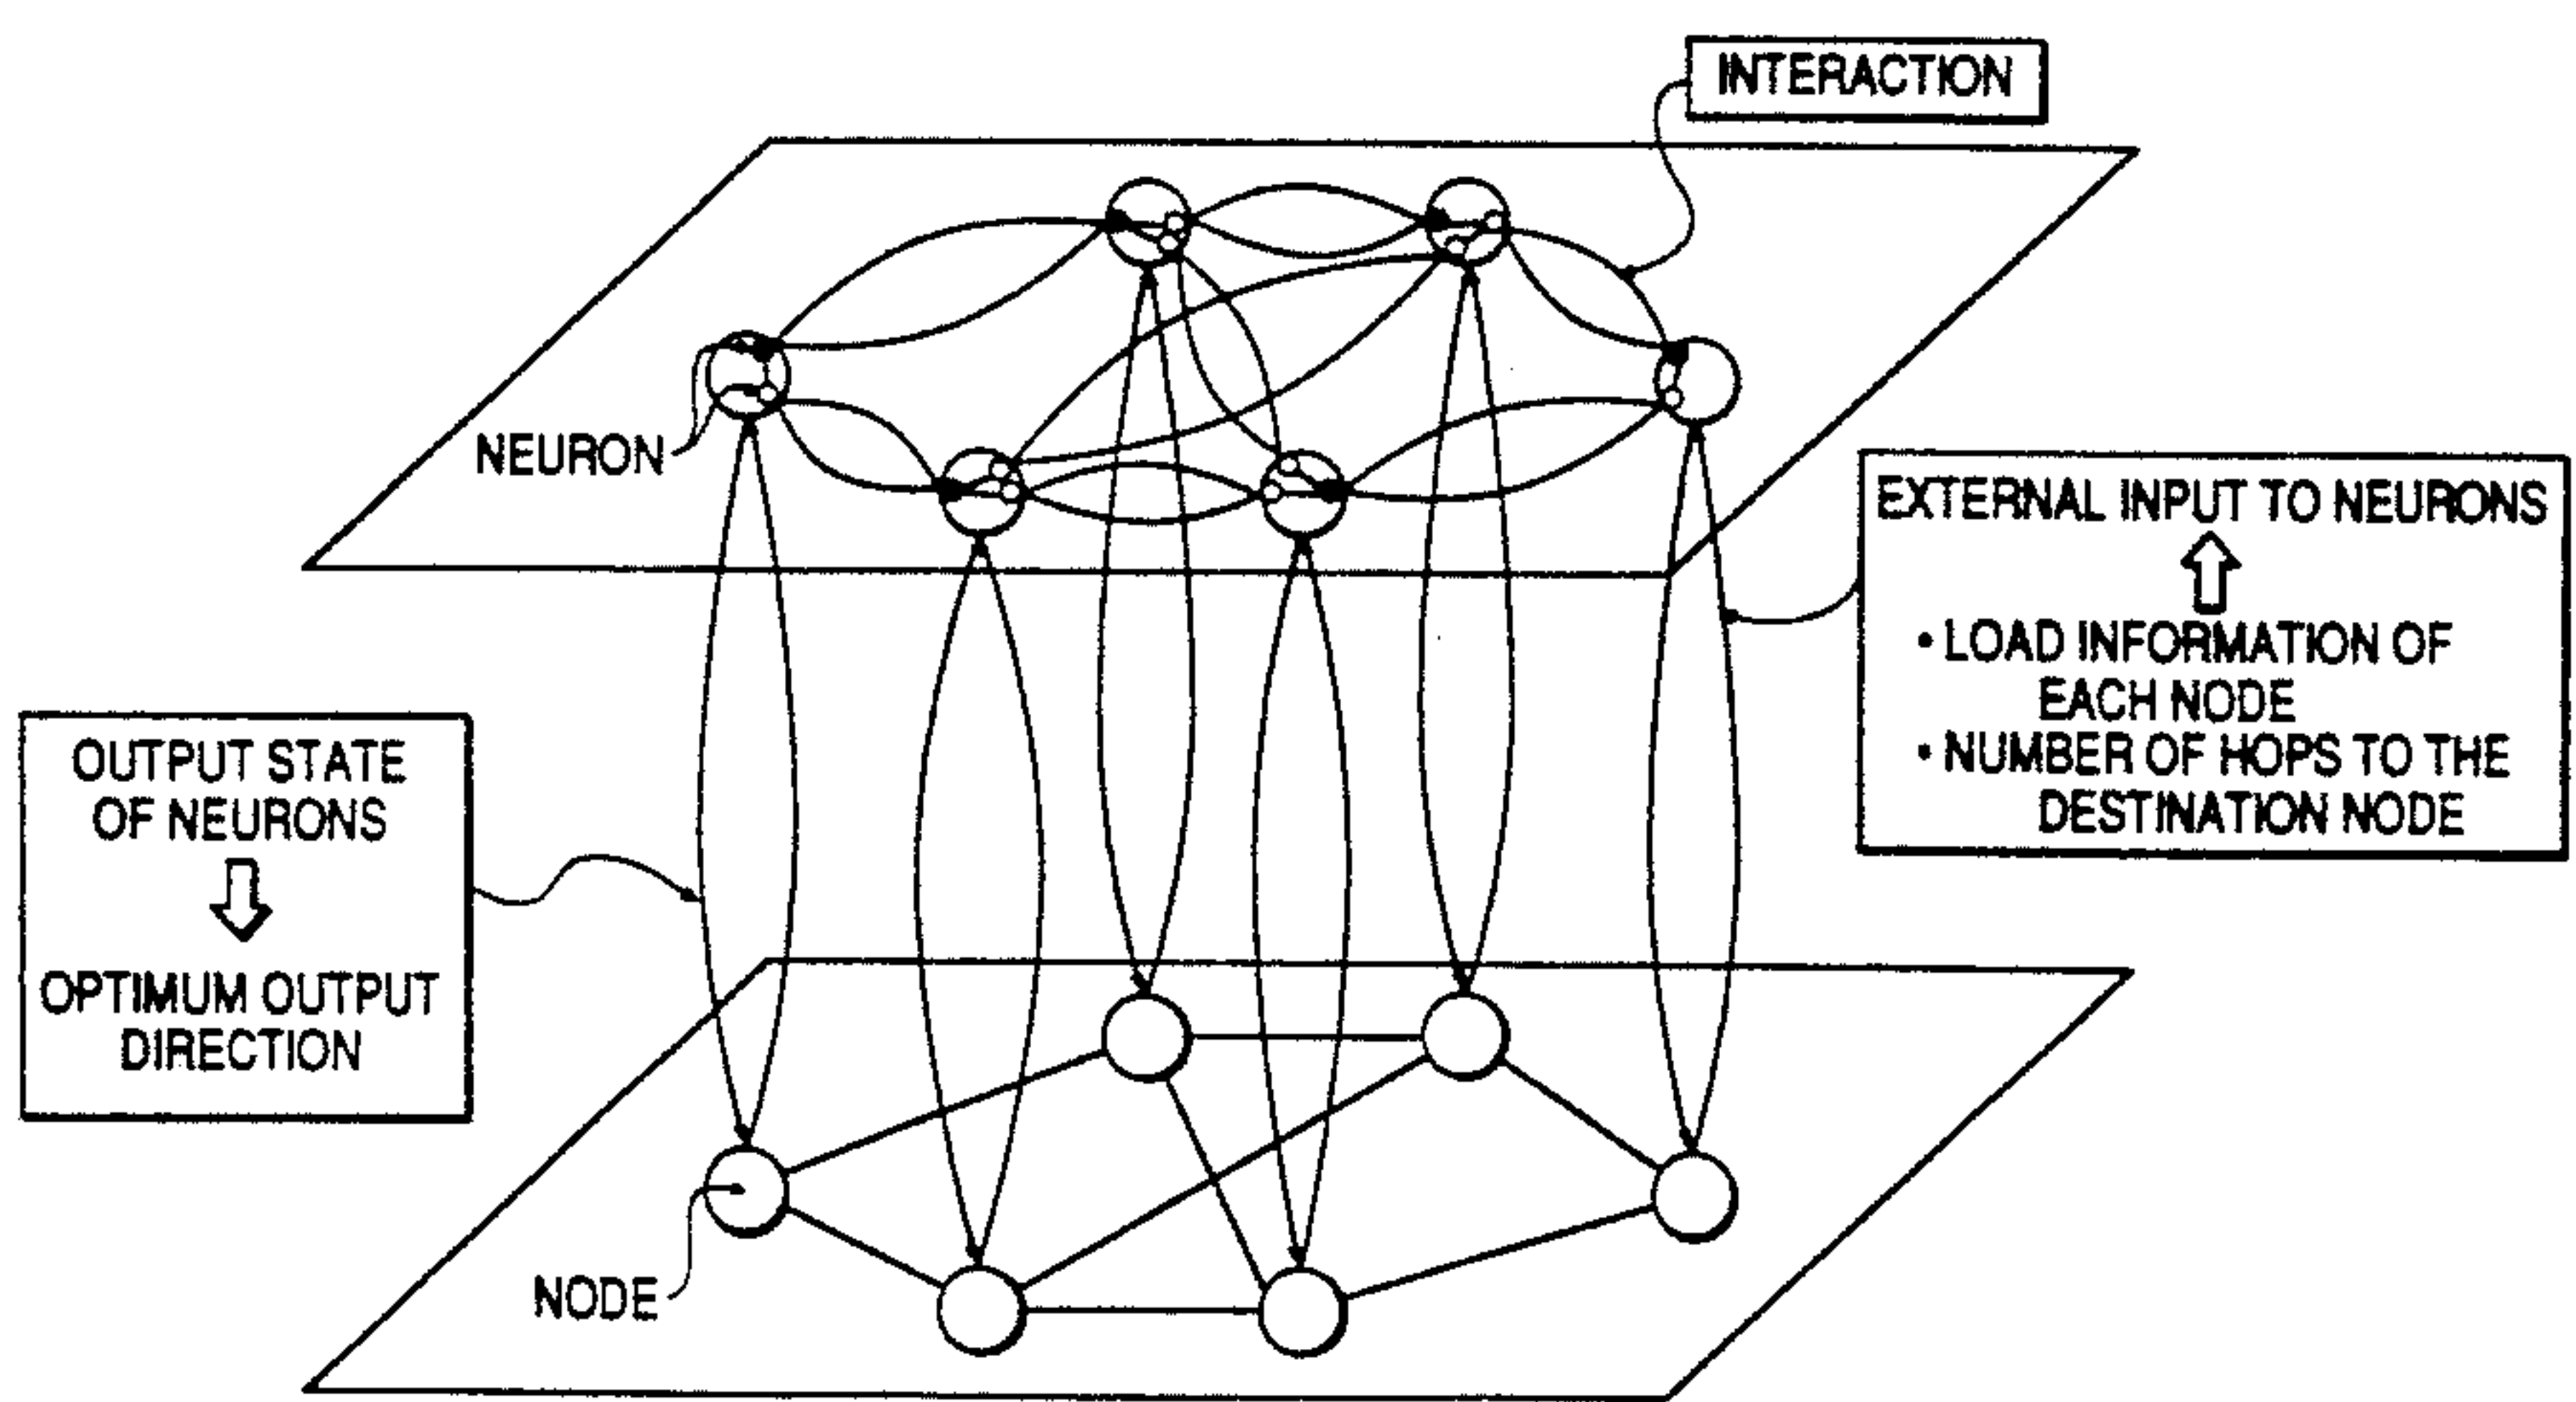 INTERACTION
NEURON
EXTERNAL INPUT TO NEURONS
• LOAD INFORMATION OF
EACH NODE
• NUMBER OF HOPS TO THE
DESTINATION NODE
OUTPUT STATE
OF NEURONS
OPTIMUM OUTPUT
DIRECTION
NODE